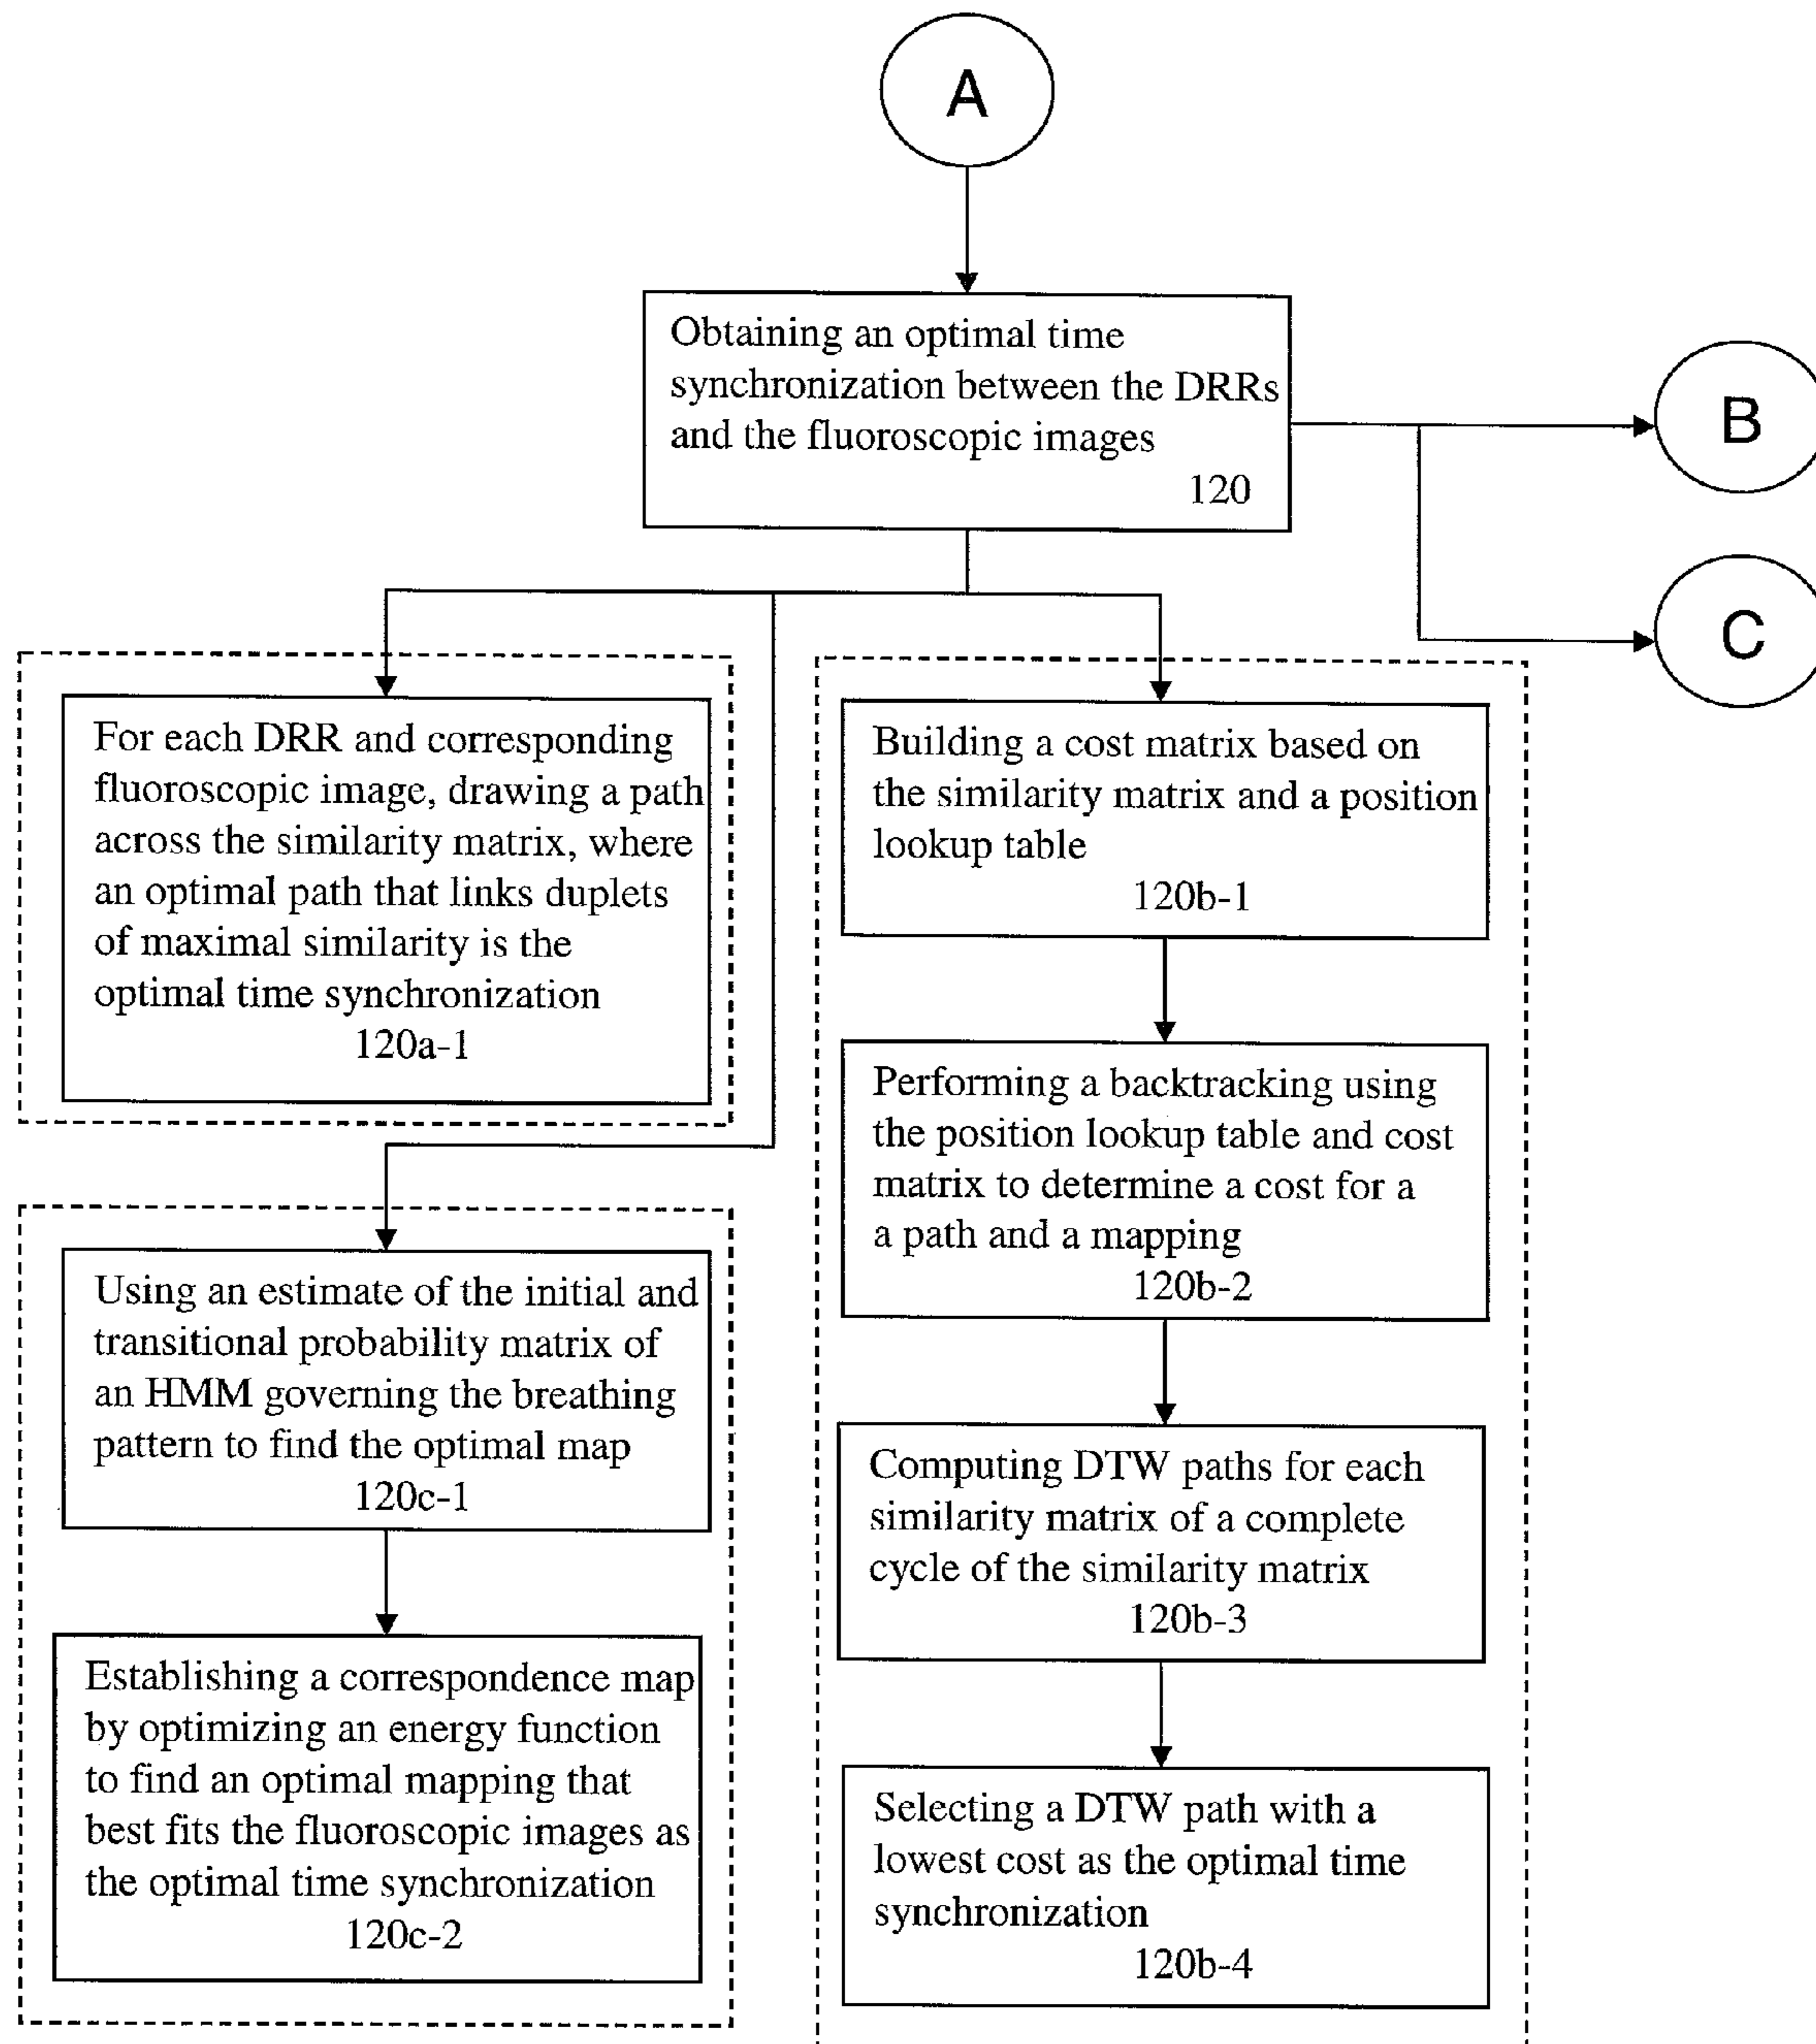 A
Obtaining an optimal time
synchronization between the DRRs
and the fluoroscopic images
120
B
C
For each DRR and corresponding
fluoroscopic image, drawing a path
across the similarity matrix, where
an optimal path that links duplets
of maximal similarity is the
optimal time synchronization
120a-1
Using an estimate of the initial and
transitional probability matrix of
an HMM governing the breathing
pattern to find the optimal map
120c-1
Establishing a correspondence map
by optimizing an energy function
to find an optimal mapping that
best fits the fluoroscopic images as
the optimal time synchronization
120c-2
Building a cost matrix based on
the similarity matrix and a position
lookup table
120b-1
Performing a backtracking using
the position lookup table and cost
matrix to determine a cost for a
a path and a mapping
120b-2
Computing DTW paths for each
similarity matrix of a complete
cycle of the similarity matrix
120b-3
Selecting a DTW path with a
lowest cost as the optimal time
synchronization
120b-4